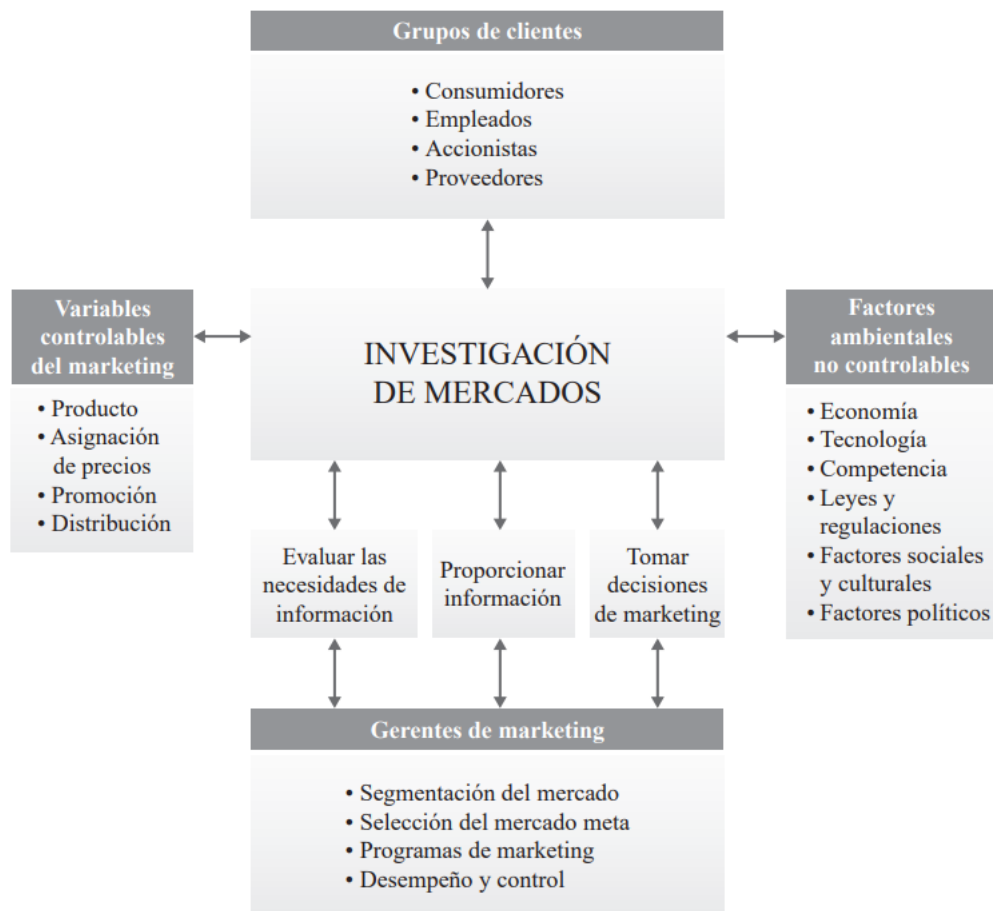 Grupos de clientes
• Consumidores
• Empleados
• Accionistas
• Proveedores
Variables
controlables
del marketing
• Producto
• Asignación
de precios
• Promoción
• Distribución
INVESTIGACIÓN
DE MERCADOS
Factores
ambientales
no controlables
• Economía
• Tecnología
• Competencia
• Leyes y
regulaciones
• Factores sociales
y culturales
• Factores políticos
Evaluar las
necesidades de
información
Proporcionar
información
Tomar
decisiones
de marketing
Gerentes de marketing
• Segmentación del mercado
• Selección del mercado meta
• Programas de marketing
• Desempeño y control